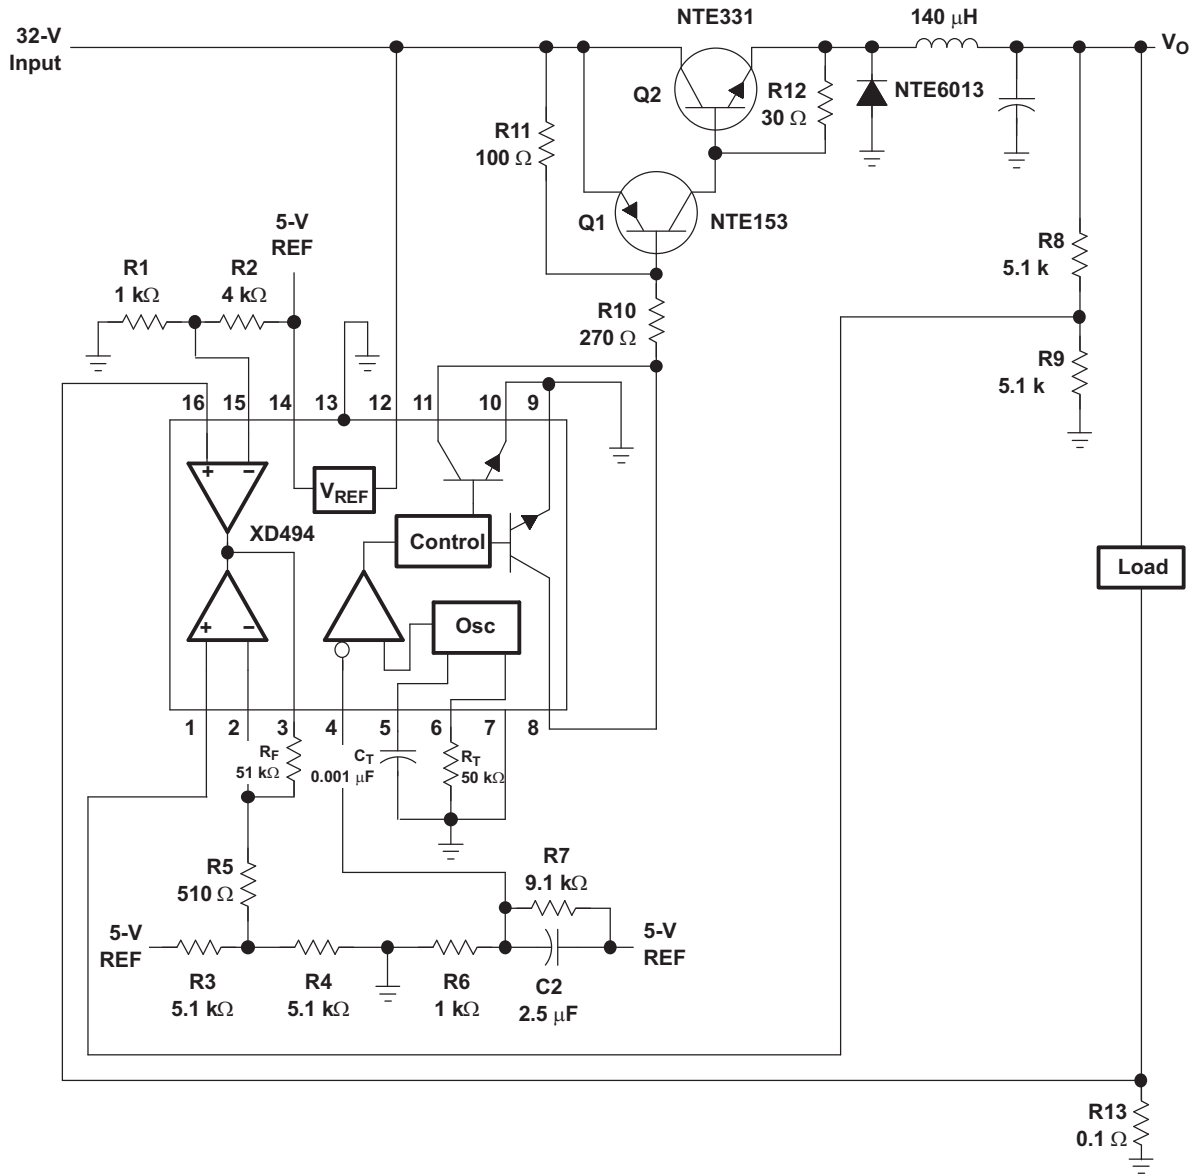 NTE331
140 μH
32-V
Input
VO
Q2
R12
30 Ω
NTE6013
R11
100 Ω
Q1
NTE153
5-V
REF
R1
1 kΩ
R2
4 kΩ
R8
5.1 k
R10
270 Ω
R9
5.1 k
16 15 14 13 12 11 10 9
+ −
VREF
XD494
Control
Load
+ −
Osc
1 2 3 4 5 6 7 8
RF
51 kΩ
CT
0.001 μF
RT
50 kΩ
R5
510 Ω
R7
9.1 kΩ
5-V
REF
5-V
REF
R3
5.1 kΩ
R4
5.1 kΩ
R6
1 kΩ
C2
2.5 μF
R13
0.1 Ω